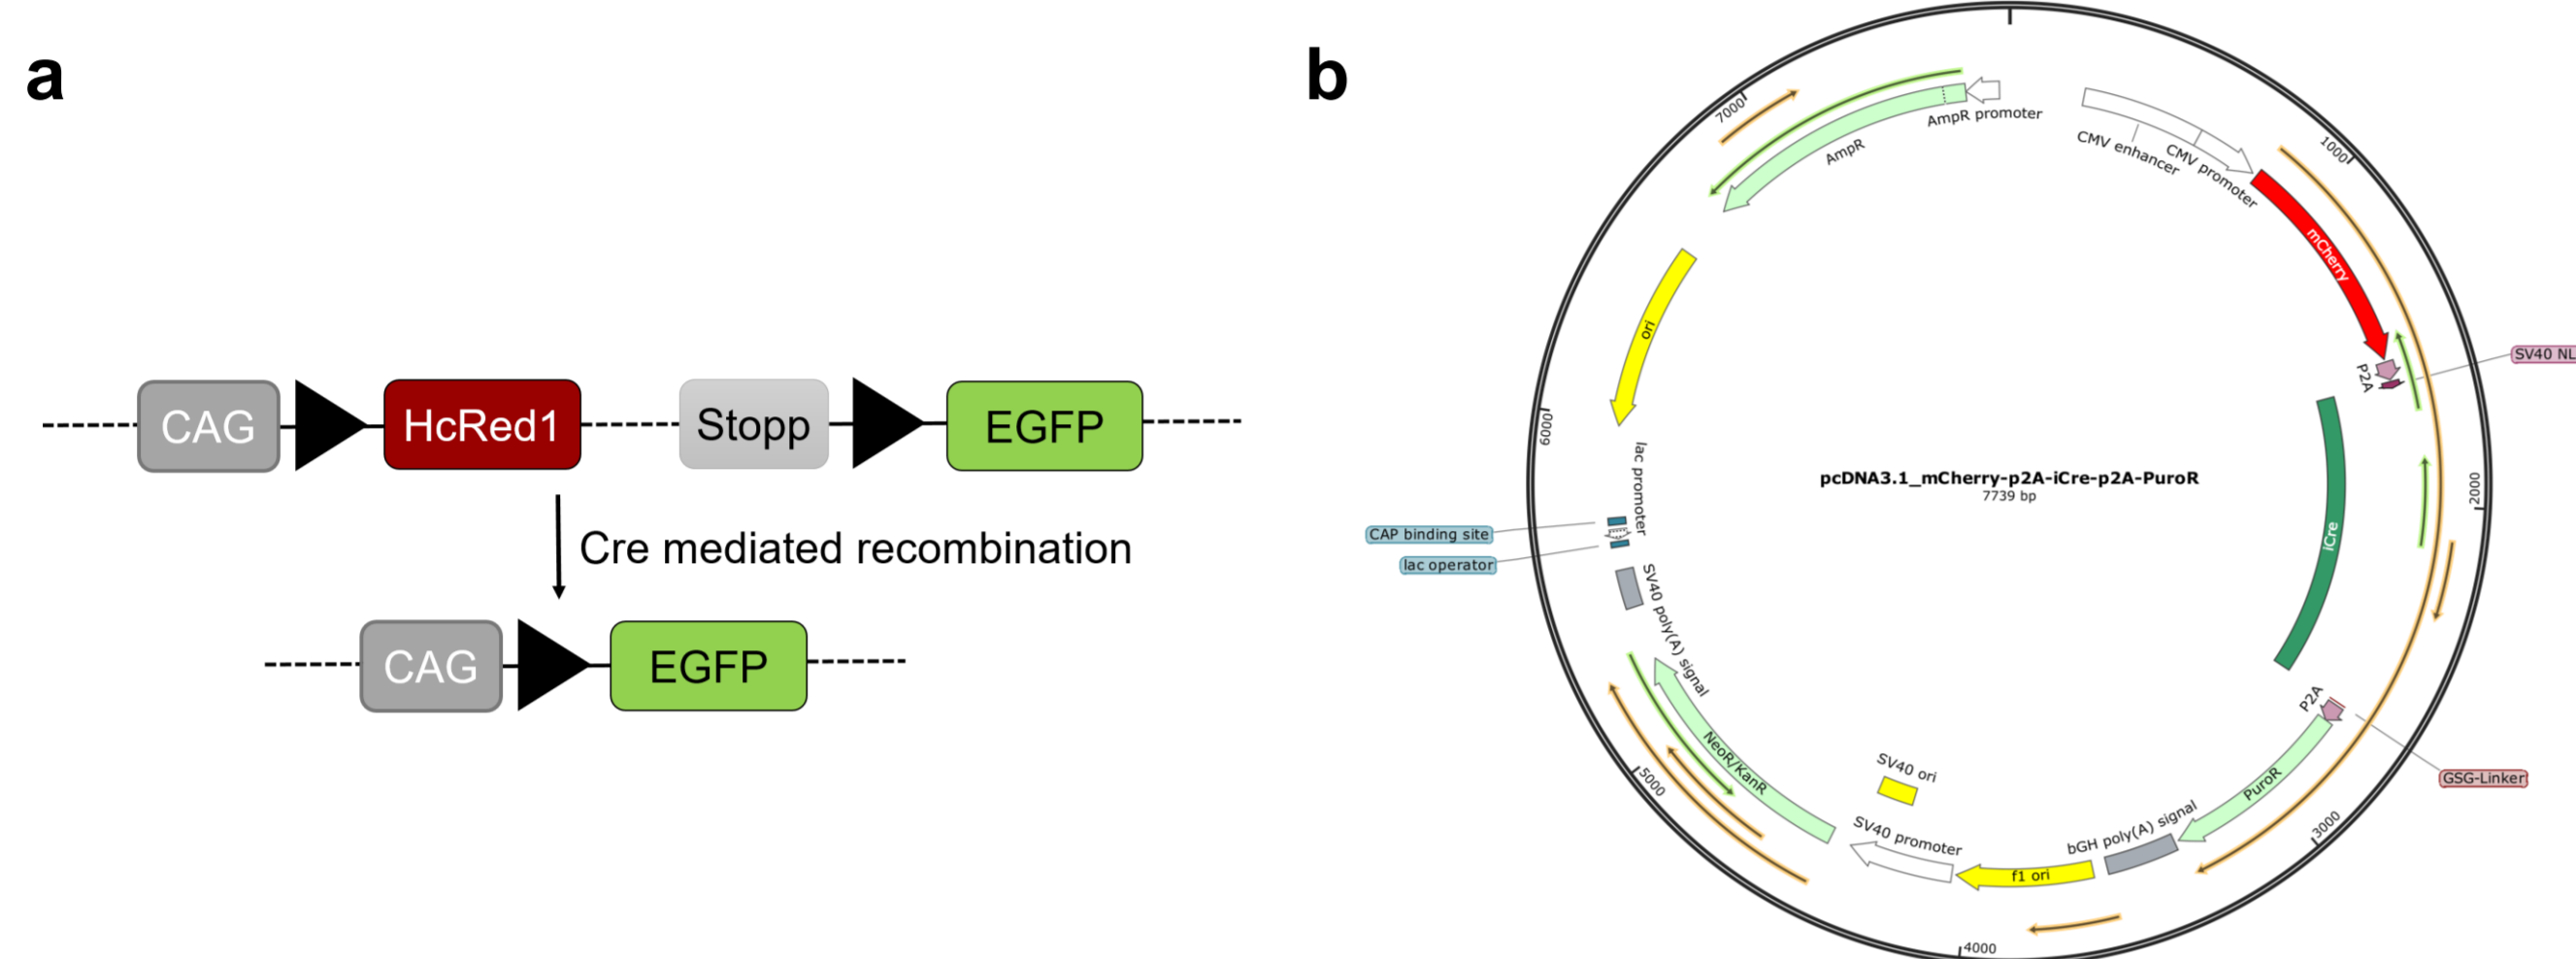 a
CAG
HcRed1
Stopp
EGFP
Cre mediated recombination
CAG
EGFP
b
7000
AmpR promoter
AmpR
CMV enhancer
CMV promoter
1000
mCherry
ori
P2A
SV40 NL
6000
lac promoter
pcDNA3.1_mCherry-p2A-iCre-p2A-PuroR
7739 bp
2000
CAP binding site
lac operator
iCre
SV40 poly(A) signal
P2A
NeoR/KanR
SV40 ori
PuroR
GSG-Linker
5000
SV40 promoter
bGH poly(A) signal
3000
f1 ori
4000